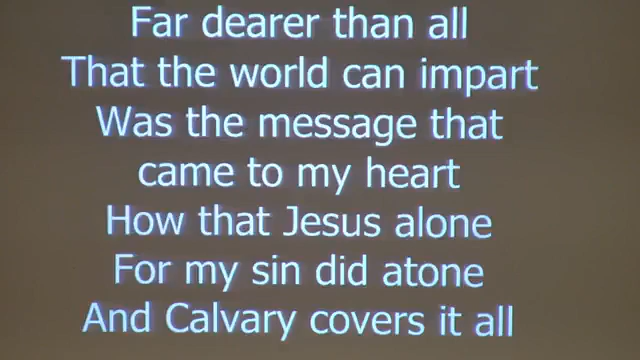 Far dearer than all
That the world can impart
Was the message that
came to my heart
How that Jesus alone
For my sin did atone
And Calvary covers it all